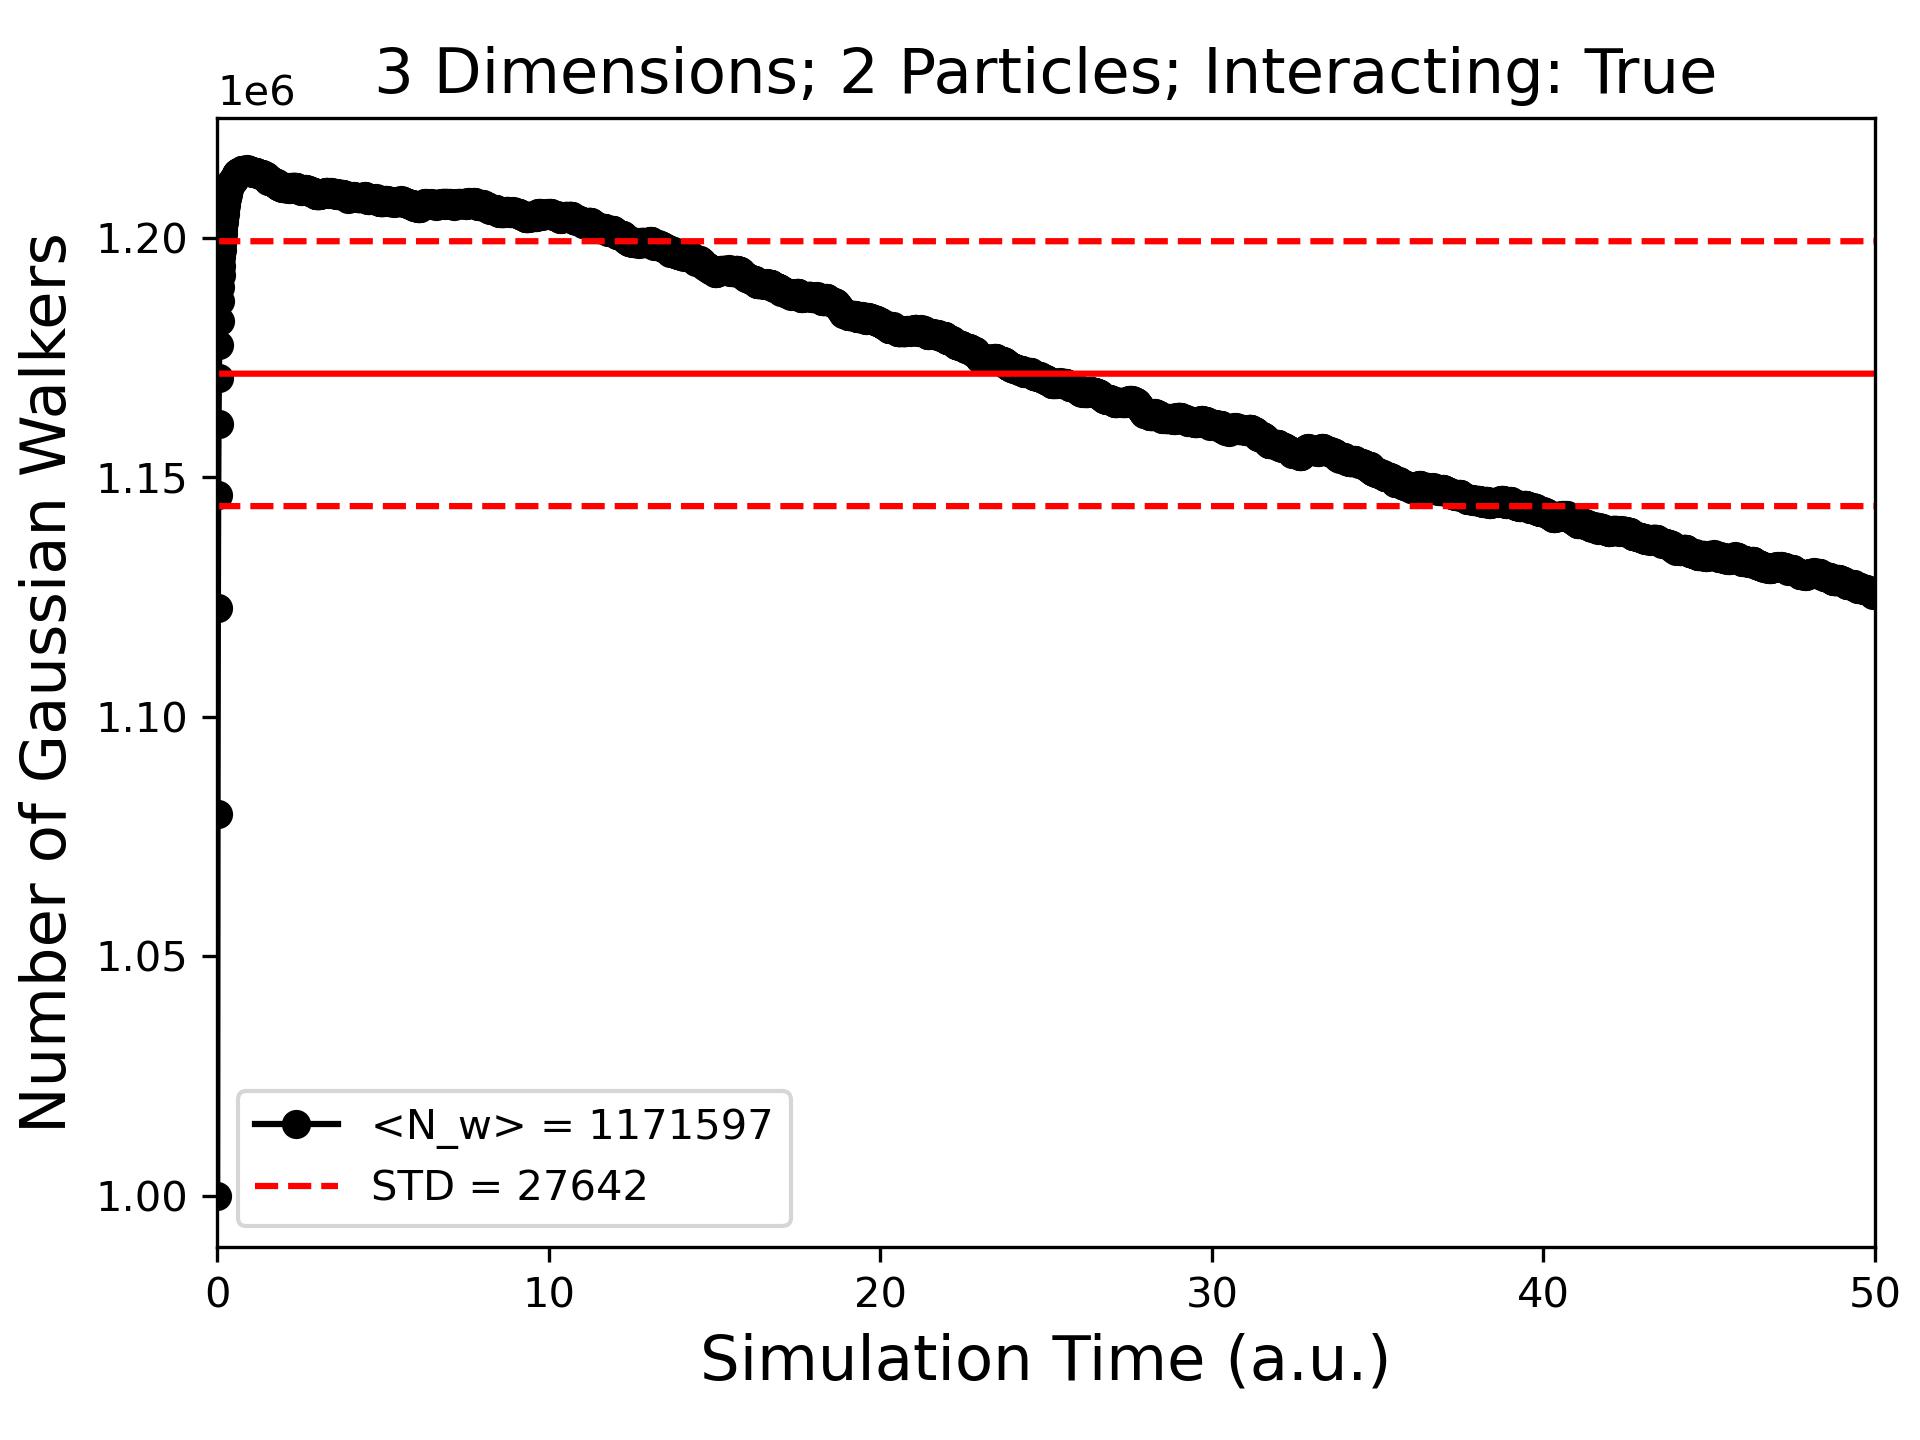 3 Dimensions; 2 Particles; Interacting: True
1e6
Number of Gaussian Walkers
1.20
1.15
1.10
1.05
1.00
<N_w> = 1171597
STD = 27642
0 10 20 30 40 50
Simulation Time (a.u.)